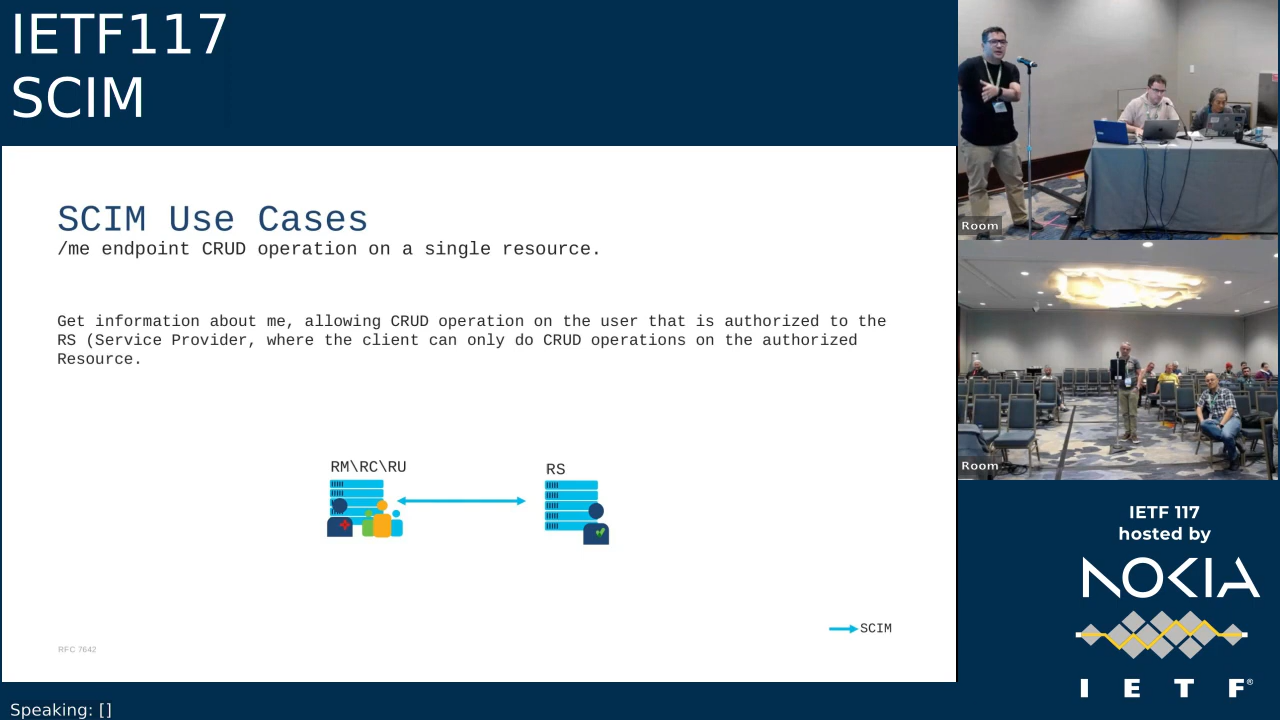 IETF117
SCIM
SCIM Use Cases
/me endpoint CRUD operation on a single resource.
Get information about me, allowing CRUD operation on the user that is authorized to the
RS (Service Provider, where the client can only do CRUD operations on the authorized
Resource.
RM\RC\RU
RS
SCIM
RFC 7642
Speaking: []
Room
Room
IETF 117
hosted by
NOKIA
I E T F®